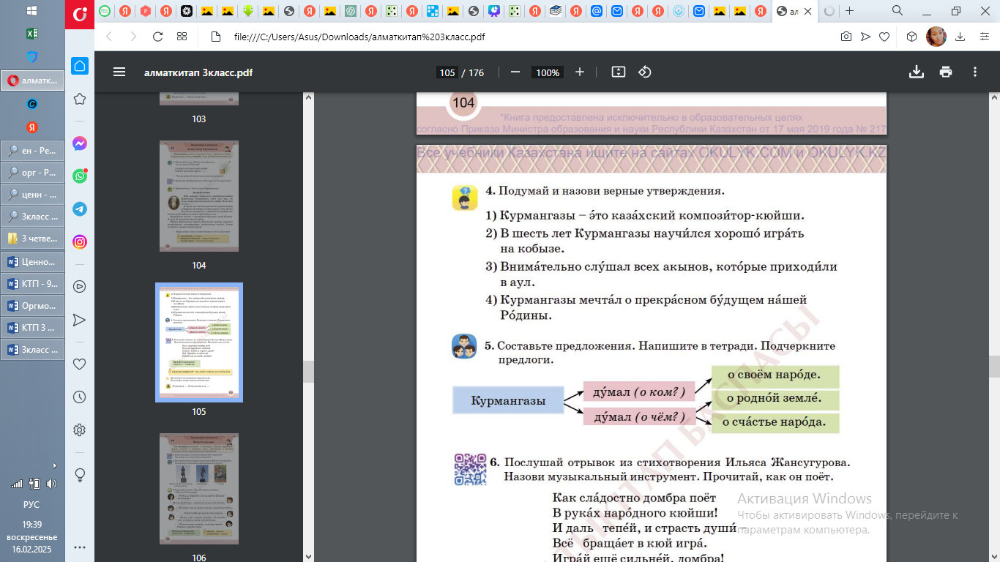 алматк...
ен - Ре...
орг - Р...
ценн - ...
3класс ...
3 четве...
Ценно...
КТП - 9...
Оргмо...
КТП 3 ...
3класс ...
РУС
19:39
воскресенье
16.02.2025
ал
file:///C:/Users/Asus/Downloads/алматкитап%203класс.pdf
алматкитап 3класс.pdf
105 / 176
100%
103
104
105
106
104
*Книга предоставлена исключительно в образовательных целях
согласно Приказа Министра образования и науки Республики Казахстан от 17 мая 2019 года № 217
Все учебники Казахстана ищите на сайтах OKULYK.COM и OKULYK.KZ
4. Подумай и назови верные утверждения.
1) Курмангазы – э́то каза́хский компози́тор-кюйши.
2) В шесть лет Курмангазы научи́лся хорошо́ игра́ть
на кобызе.
3) Внима́тельно слу́шал всех акынов, кото́рые приходи́ли
в аул.
4) Курмангазы мечта́л о прекра́сном бу́дущем на́шей
Ро́дины.
5. Составьте предложения. Напишите в тетради. Подчеркните
предлоги.
Курмангазы
ду́мал (о ком?)
ду́мал (о чём?)
о своём наро́де.
о родно́й земле́.
о сча́стье наро́да.
6. Послушай отрывок из стихотворения Ильяса Жансугурова.
Назови музыкальный инструмент. Прочитай, как он поёт.
Как сла́достно домбра поёт
В рука́х наро́дного кюйши!
И даль тепе́й, и страсть души́ –
Всё браща́ет в кюй игра́.
Игра́й ещё сильне́й, домбра!
Активация Windows
Чтобы активировать Windows, перейдите к
параметрам компьютера.